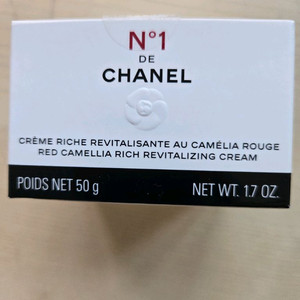 N°1
DE
CHANEL
CRÈME RICHE REVITALISANTE AU CAMÉLIA ROUGE
RED CAMELLIA RICH REVITALIZING CREAM
POIDS NET 50 g NET WT. 1.7 OZ.